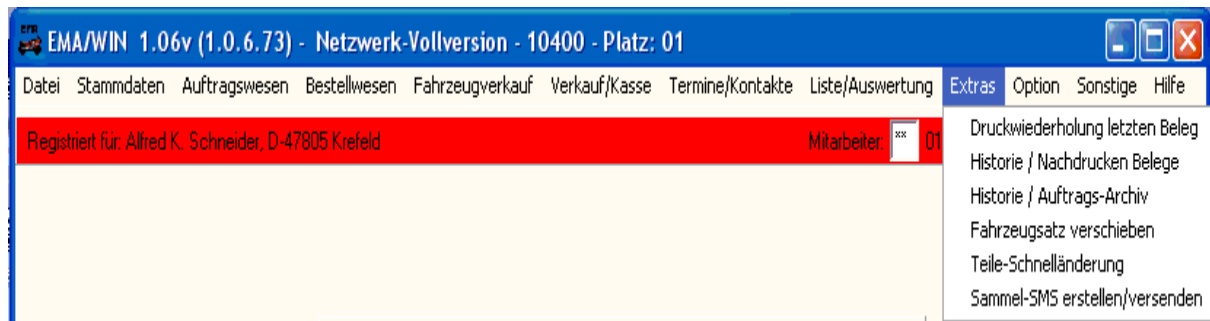 ema EMA/WIN 1.06v (1.0.6.73) - Netzwerk-Vollversion - 10400 - Platz: 01
Datei Stammdaten Auftragswesen Bestellwesen Fahrzeugverkauf Verkauf/Kasse Termine/Kontakte Liste/Auswertung Extras Option Sonstige Hilfe
Registriert für: Alfred K. Schneider, D-47805 Krefeld Mitarbeiter: ** 01
Druckwiederholung letzten Beleg
Historie / Nachdrucken Belege
Historie / Auftrags-Archiv
Fahrzeugsatz verschieben
Teile-Schnelländerung
Sammel-SMS erstellen/versenden